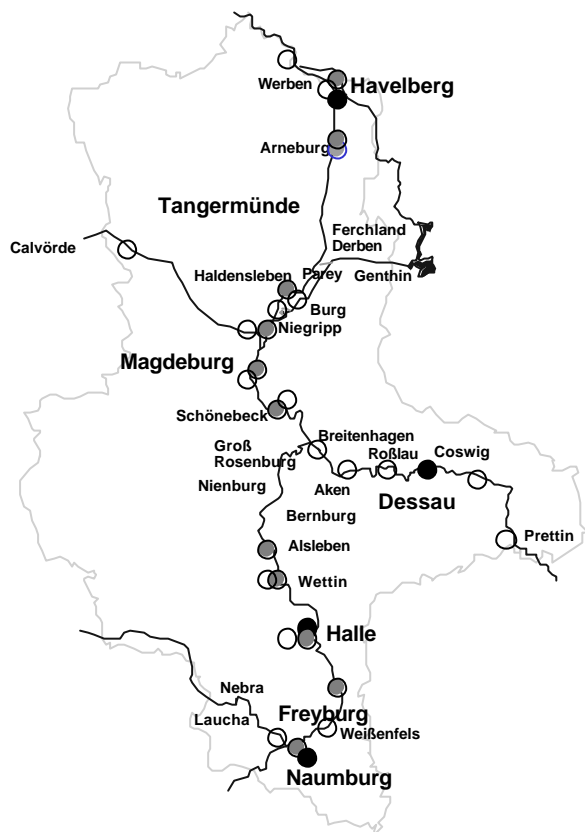 Werben
Havelberg
Arneburg
Tangermünde
Ferchland
Derben
Calvörde
Haldensleben
Parey
Genthin
Burg
Niegripp
Magdeburg
Schönebeck
Breitenhagen
Groß
Rosenburg
Roßlau
Coswig
Nienburg
Aken
Dessau
Bernburg
Prettin
Alsleben
Wettin
Halle
Nebra
Freyburg
Laucha
Weißenfels
Naumburg